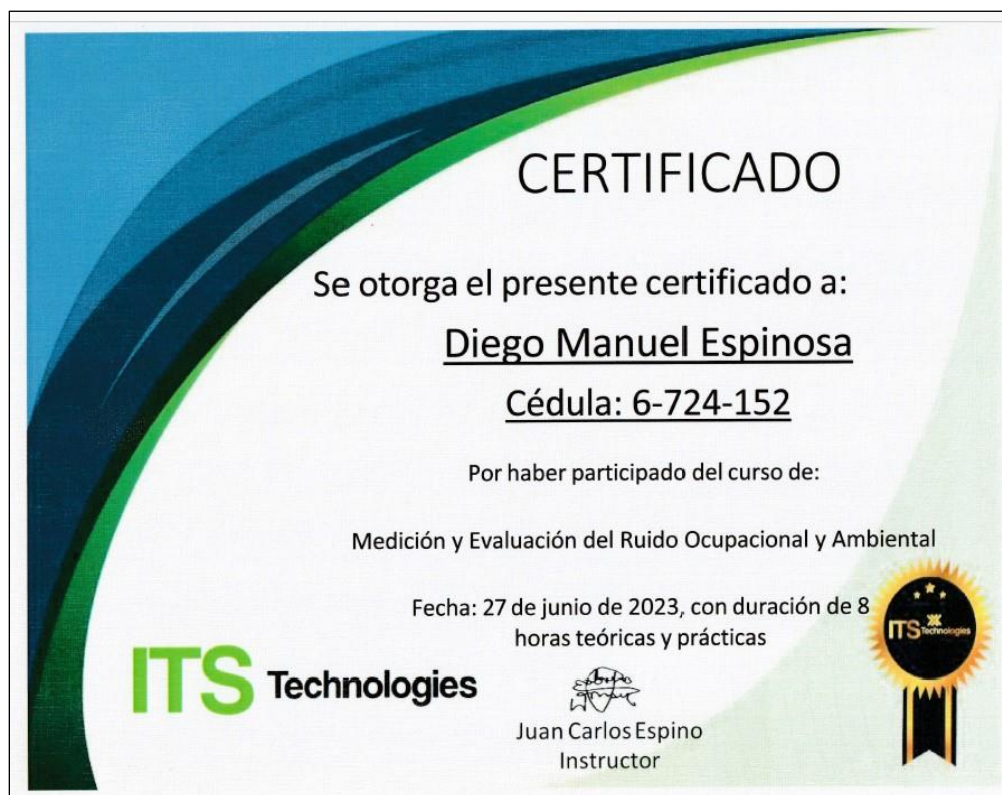 CERTIFICADO
Se otorga el presente certificado a:
Diego Manuel Espinosa
Cédula: 6-724-152
Por haber participado del curso de:
Medición y Evaluación del Ruido Ocupacional y Ambiental
Fecha: 27 de junio de 2023, con duración de 8
horas teóricas y prácticas
ITS Technologies
ITS Technologies
Juan Carlos Espino
Instructor